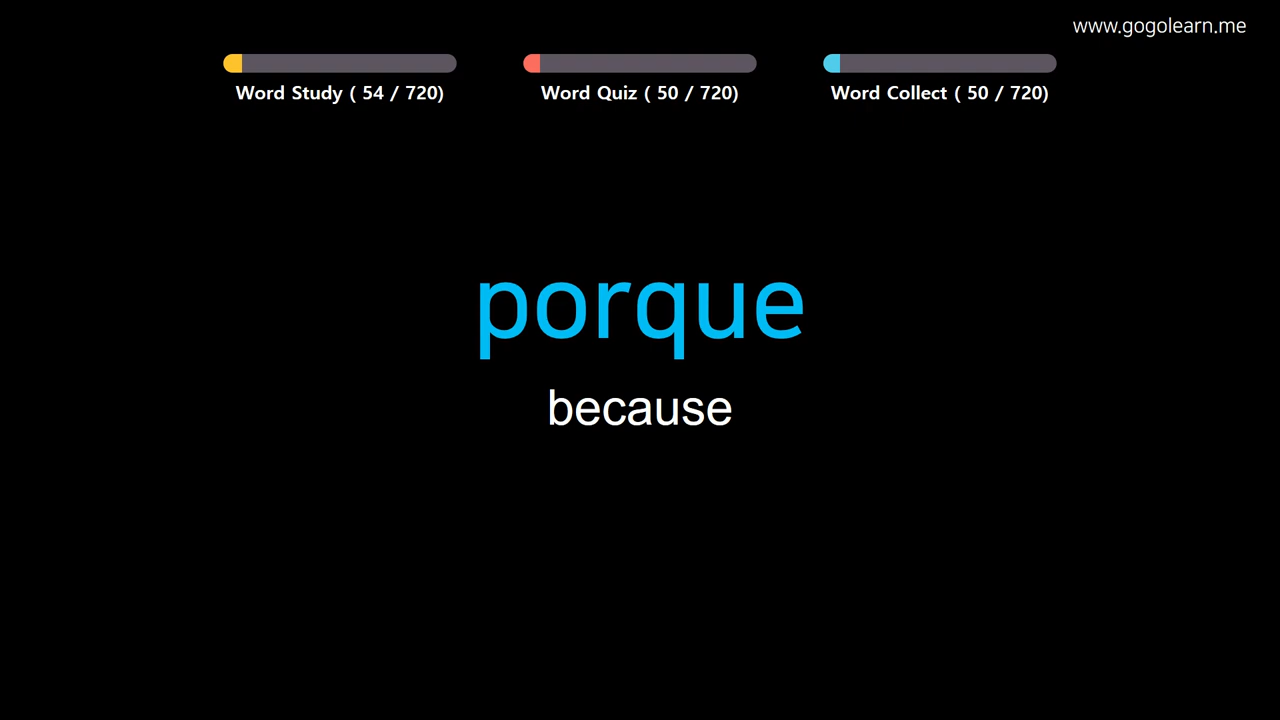 www.gogolearn.me
Word Study ( 54 / 720)
Word Quiz ( 50 / 720)
Word Collect ( 50 / 720)
porque
because